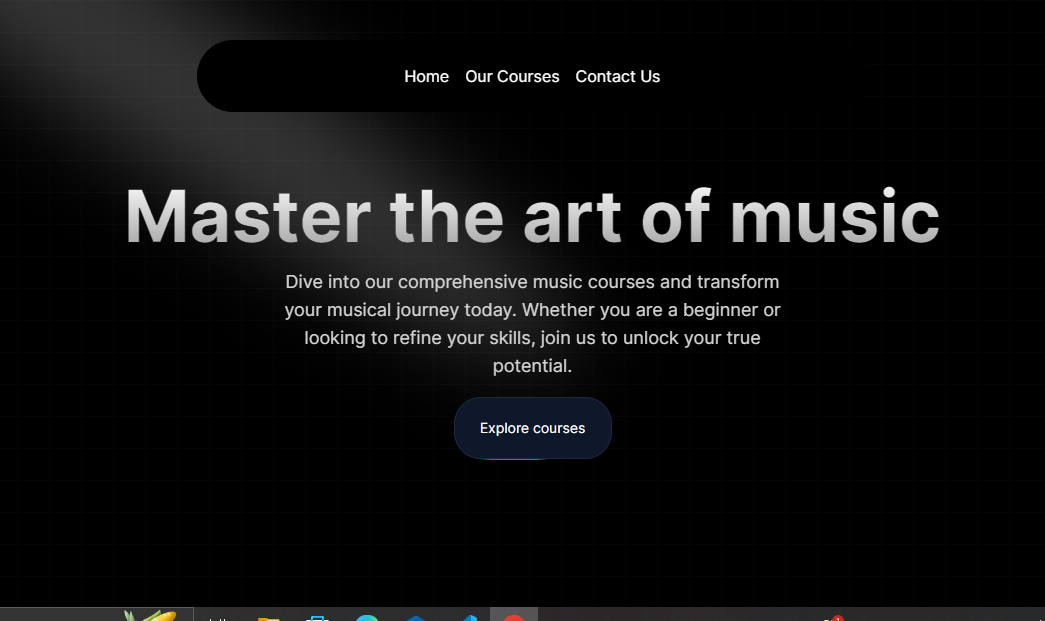 Home Our Courses Contact Us
Master the art of music
Dive into our comprehensive music courses and transform
your musical journey today. Whether you are a beginner or
looking to refine your skills, join us to unlock your true
potential.
Explore courses
1